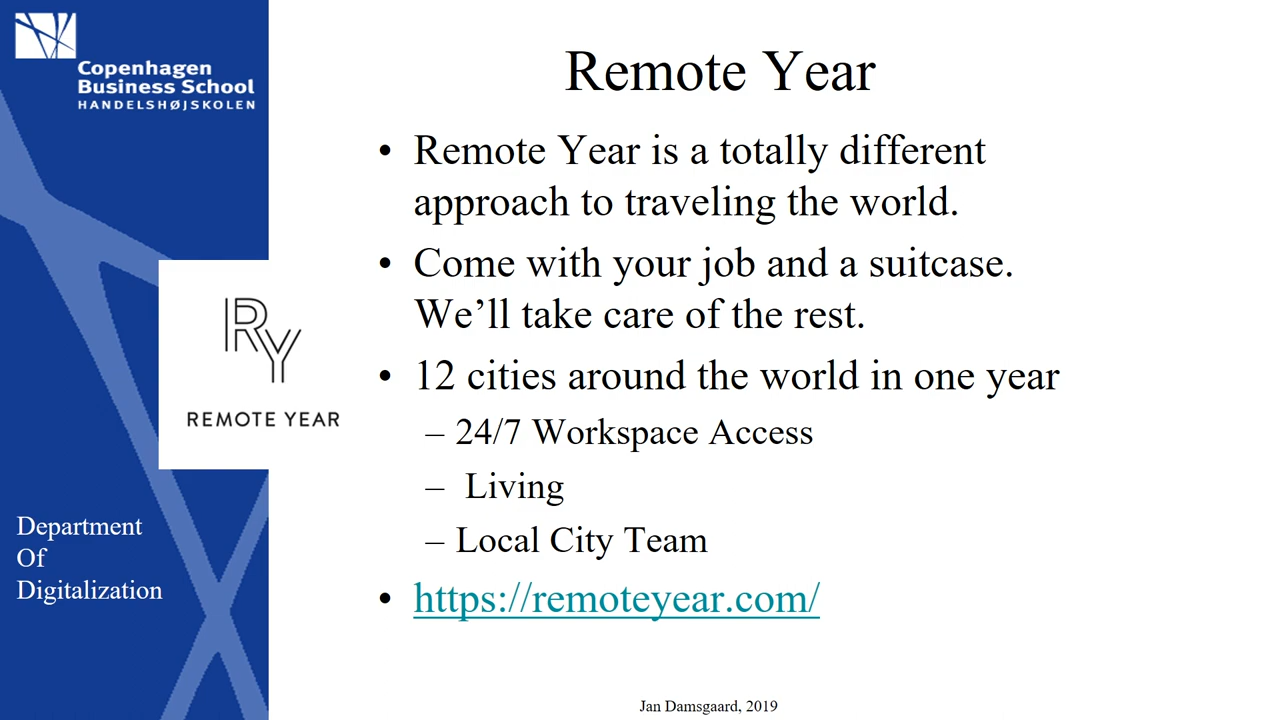 Copenhagen
Business School
HANDELSHØJSKOLEN
Remote Year
• Remote Year is a totally different
approach to traveling the world.
• Come with your job and a suitcase.
We’ll take care of the rest.
• 12 cities around the world in one year
– 24/7 Workspace Access
– Living
– Local City Team
• https://remoteyear.com/
RY
REMOTE YEAR
Department
Of
Digitalization
Jan Damsgaard, 2019